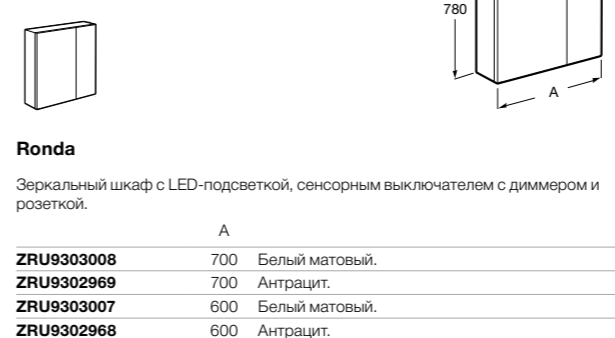 780
A
Ronda
Зеркальный шкаф с LED-подсветкой, сенсорным выключателем с диммером и
розеткой.
A
ZRU9303008 700 Белый матовый.
ZRU9302969 700 Антрацит.
ZRU9303007 600 Белый матовый.
ZRU9302968 600 Антрацит.